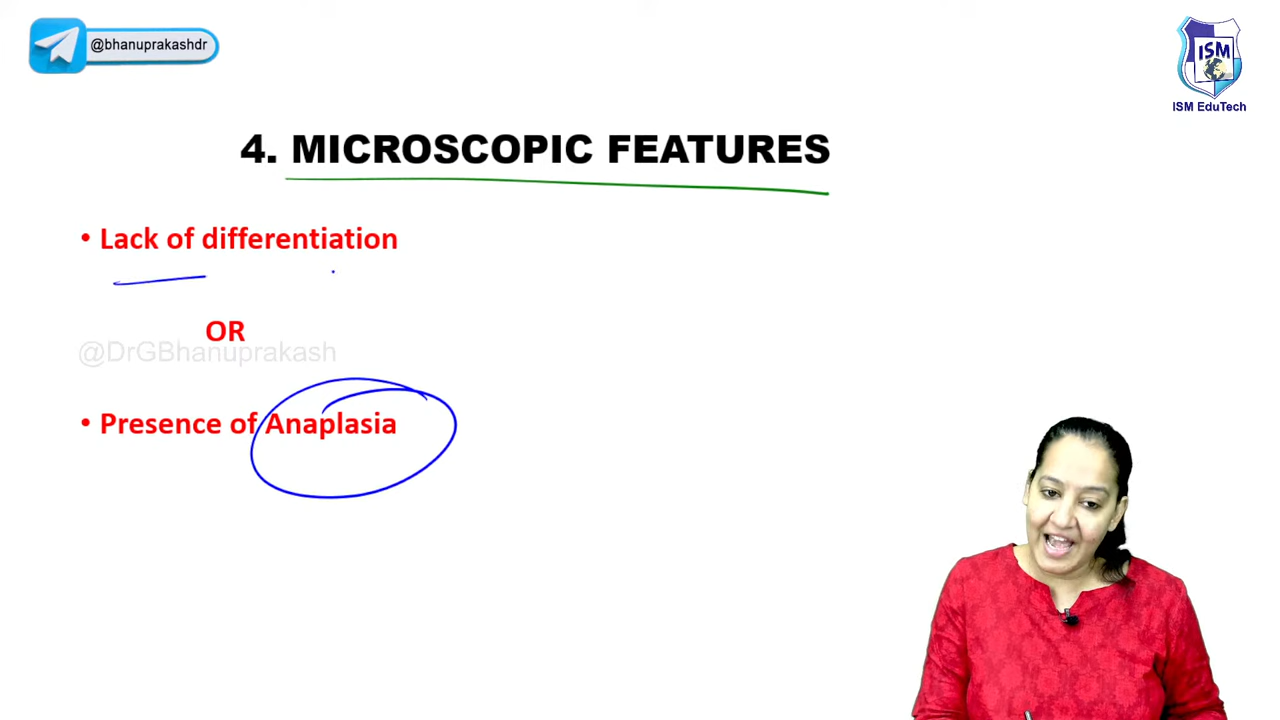 @bhanuprakashdr
ISM
ISM EduTech
4. MICROSCOPIC FEATURES
• Lack of differentiation
OR
@DrGBhanuprakash
• Presence of Anaplasia